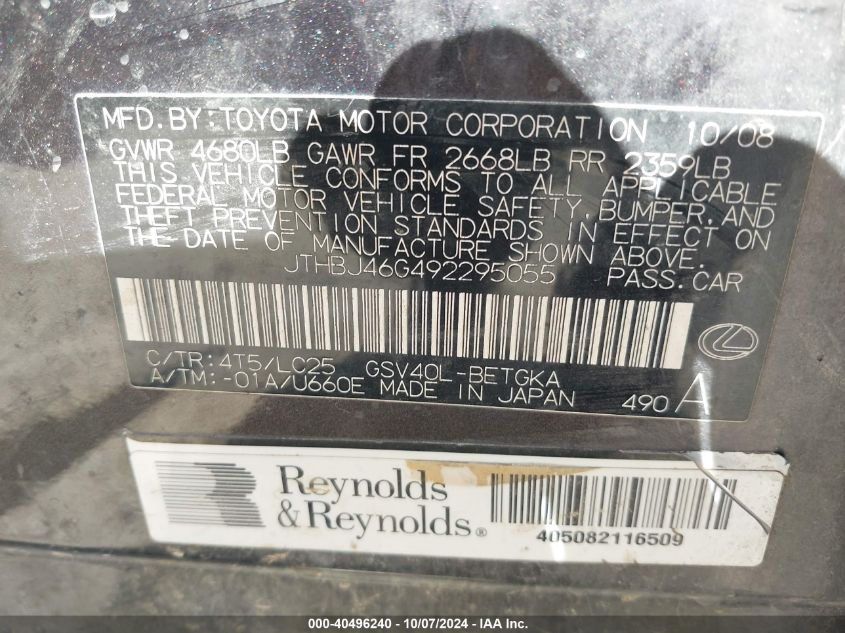 MFD. BY: TOYOTA MOTOR CORPORATION 10/08
GVWR 4680LB GAWR FR 2668LB RR 2359LB
THIS VEHICLE CONFORMS TO ALL APPLICABLE
FEDERAL MOTOR VEHICLE SAFETY, BUMPER, AND
THEFT PREVENTION STANDARDS IN EFFECT ON
THE DATE OF MANUFACTURE SHOWN ABOVE.
JTHBJ46G492295055 PASS. CAR
C/TR: 4T5/LC25 GSV40L-BETGKA
A/TM: -01A/U660E MADE IN JAPAN 490 A
Reynolds
& Reynolds®
405082116509
000-40496240 - 10/07/2024 - IAA Inc.